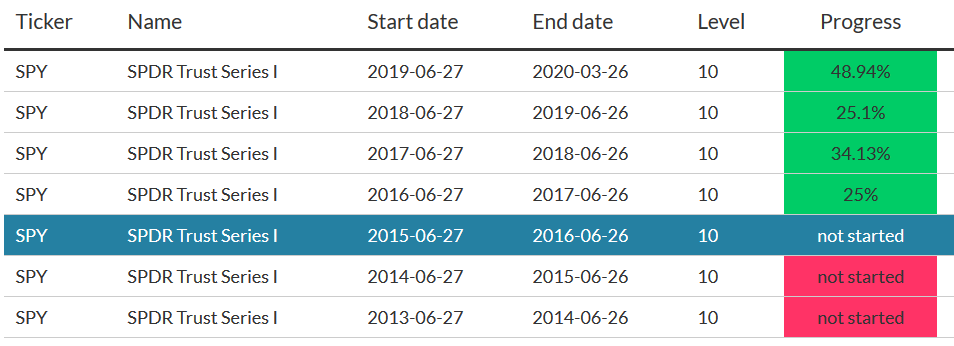 Ticker Name Start date End date Level Progress
SPY SPDR Trust Series I 2019-06-27 2020-03-26 10 48.94%
SPY SPDR Trust Series I 2018-06-27 2019-06-26 10 25.1%
SPY SPDR Trust Series I 2017-06-27 2018-06-26 10 34.13%
SPY SPDR Trust Series I 2016-06-27 2017-06-26 10 25%
SPY SPDR Trust Series I 2015-06-27 2016-06-26 10 not started
SPY SPDR Trust Series I 2014-06-27 2015-06-26 10 not started
SPY SPDR Trust Series I 2013-06-27 2014-06-26 10 not started